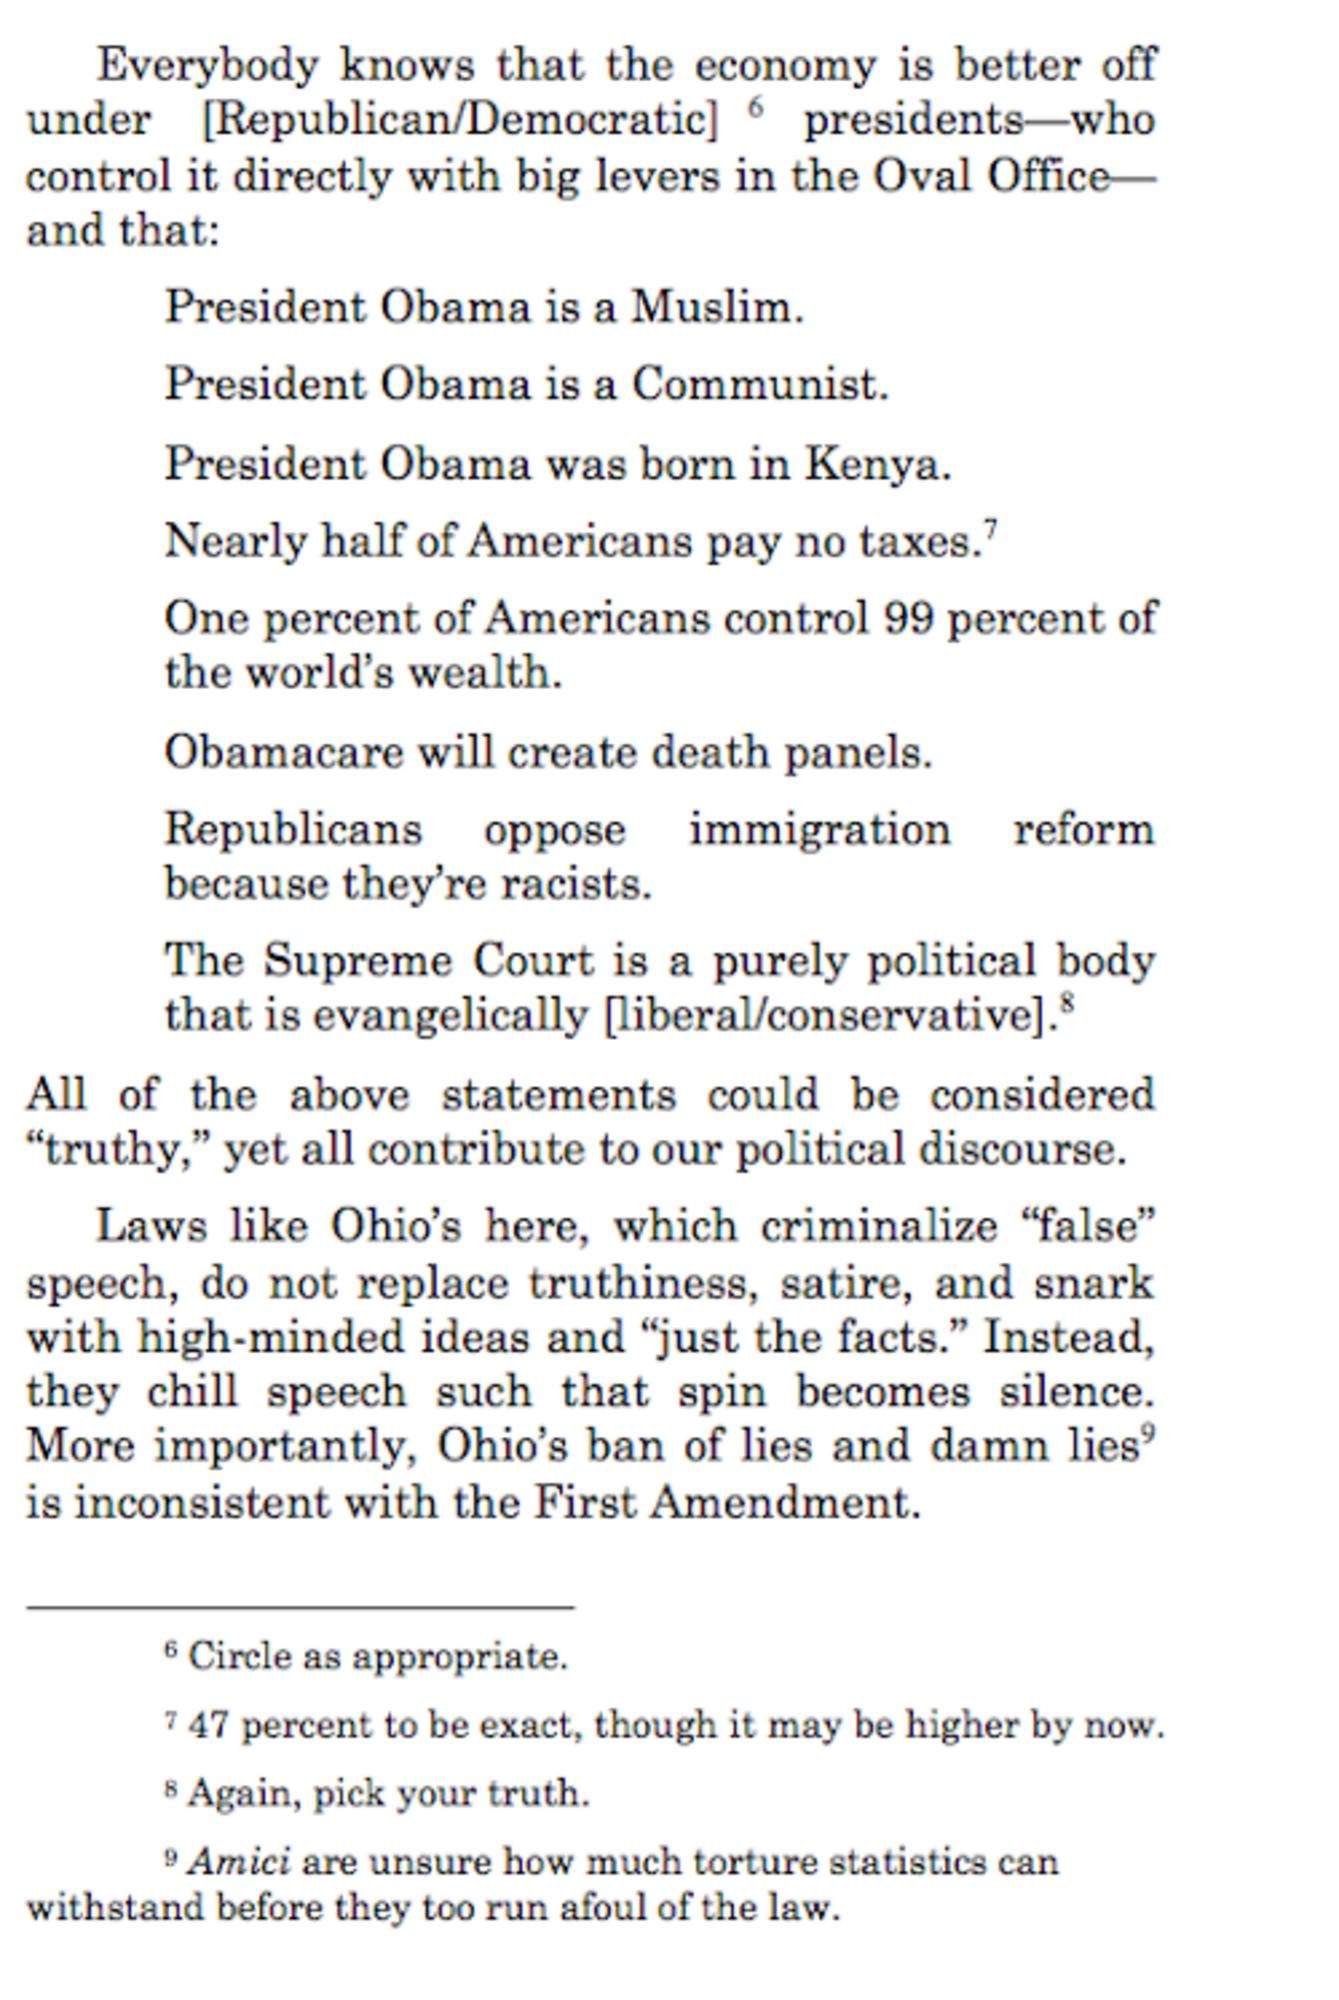 Everybody knows that the economy is better off
under [Republican/Democratic] ⁶ presidents—who
control it directly with big levers in the Oval Office—
and that:
President Obama is a Muslim.
President Obama is a Communist.
President Obama was born in Kenya.
Nearly half of Americans pay no taxes.⁷
One percent of Americans control 99 percent of
the world’s wealth.
Obamacare will create death panels.
Republicans oppose immigration reform
because they’re racists.
The Supreme Court is a purely political body
that is evangelically [liberal/conservative].⁸
All of the above statements could be considered
“truthy,” yet all contribute to our political discourse.
Laws like Ohio’s here, which criminalize “false”
speech, do not replace truthiness, satire, and snark
with high-minded ideas and “just the facts.” Instead,
they chill speech such that spin becomes silence.
More importantly, Ohio’s ban of lies and damn lies⁹
is inconsistent with the First Amendment.
⁶ Circle as appropriate.
⁷ 47 percent to be exact, though it may be higher by now.
⁸ Again, pick your truth.
⁹ Amici are unsure how much torture statistics can
withstand before they too run afoul of the law.